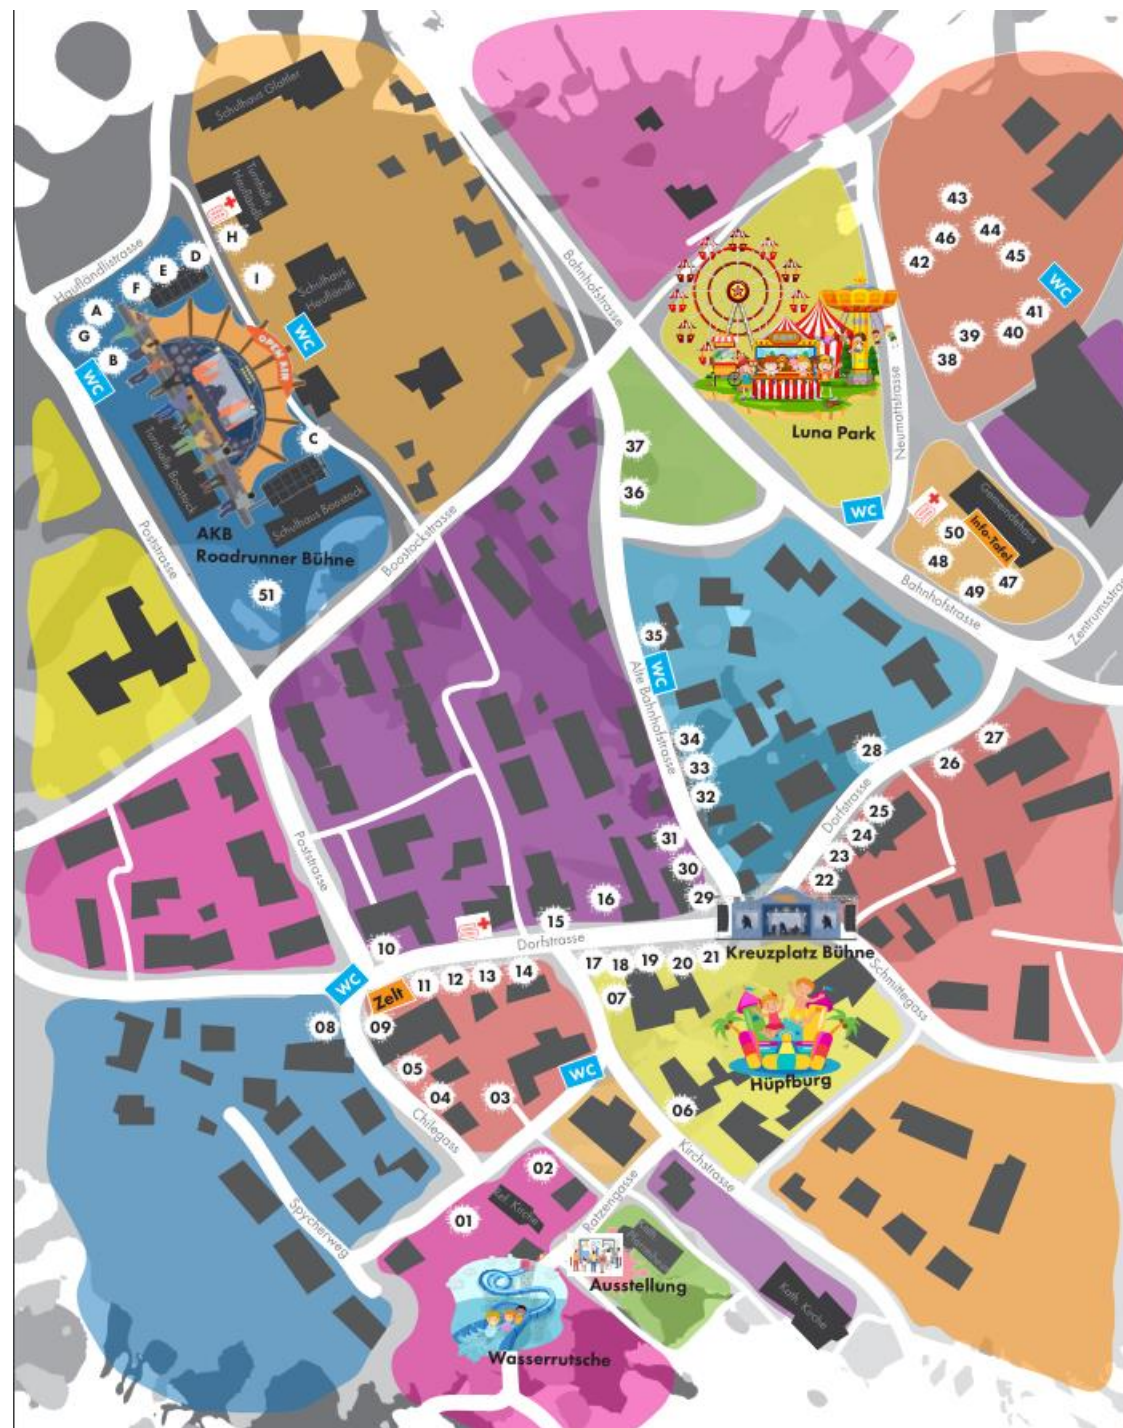 Schulhaus Glattler
Turnhalle
Haufländli
H
D
I
E
F
Schulhaus
Haufländli
Haufländlistrasse
A
G
B
WC
WC
OPEN AIR
C
Turnhalle Boostock
Schulhaus Boostock
AKB
Roadrunner Bühne
51
Poststrasse
Boostockstrasse
Bahnhofstrasse
Luna Park
Neumattstrasse
WC
43
44
46
45
42
WC
41
40
39
38
37
36
Gemeindehaus
Info-Tafel
50
48
49
47
Bahnhofstrasse
Zentrumsstra
35
WC
Alte Bahnhofstrasse
34
33
32
31
30
29
28
27
26
Dorfstrasse
25
24
23
22
Poststrasse
16
15
10
Dorfstrasse
Kreuzplatz Bühne
WC
Zelt
11
12
13
14
17
18
19
20
21
07
08
09
05
04
03
WC
Schmittegass
Hüpfburg
06
Chilegass
Kirchstrasse
02
01
Ref. Kirche
Ratzengasse
Spycherweg
Kath.
Ausstellung
Kath. Kirche
Wasserrutsche